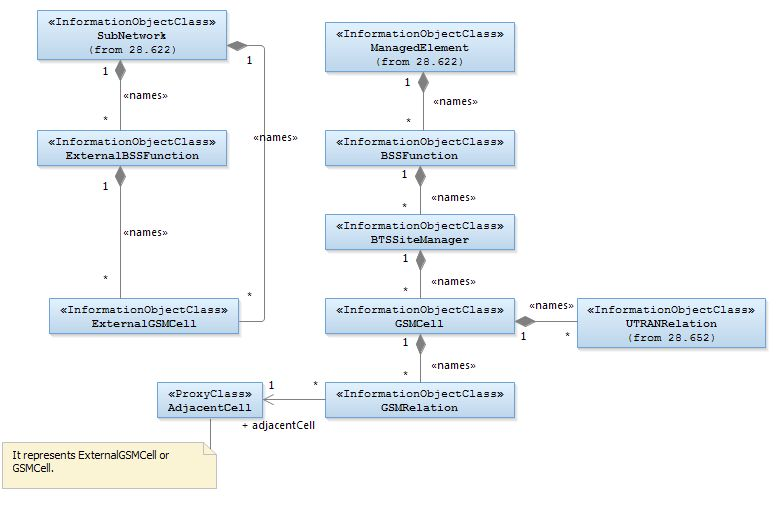 «InformationObjectClass»
SubNetwork
(from 28.622)
1
1
«names»
*
«names»
«InformationObjectClass»
ExternalBSSFunction
1
«names»
*
*
«InformationObjectClass»
ExternalGSMCell
«InformationObjectClass»
ManagedElement
(from 28.622)
1
«names»
*
«InformationObjectClass»
BSSFunction
1
«names»
*
«InformationObjectClass»
BTSSiteManager
1
«names»
*
«InformationObjectClass»
GSMCell
«names»
1
*
«InformationObjectClass»
UTRANRelation
(from 28.652)
1
«names»
*
«InformationObjectClass»
GSMRelation
*
1
+ adjacentCell
«ProxyClass»
AdjacentCell
It represents ExternalGSMCell or
GSMCell.